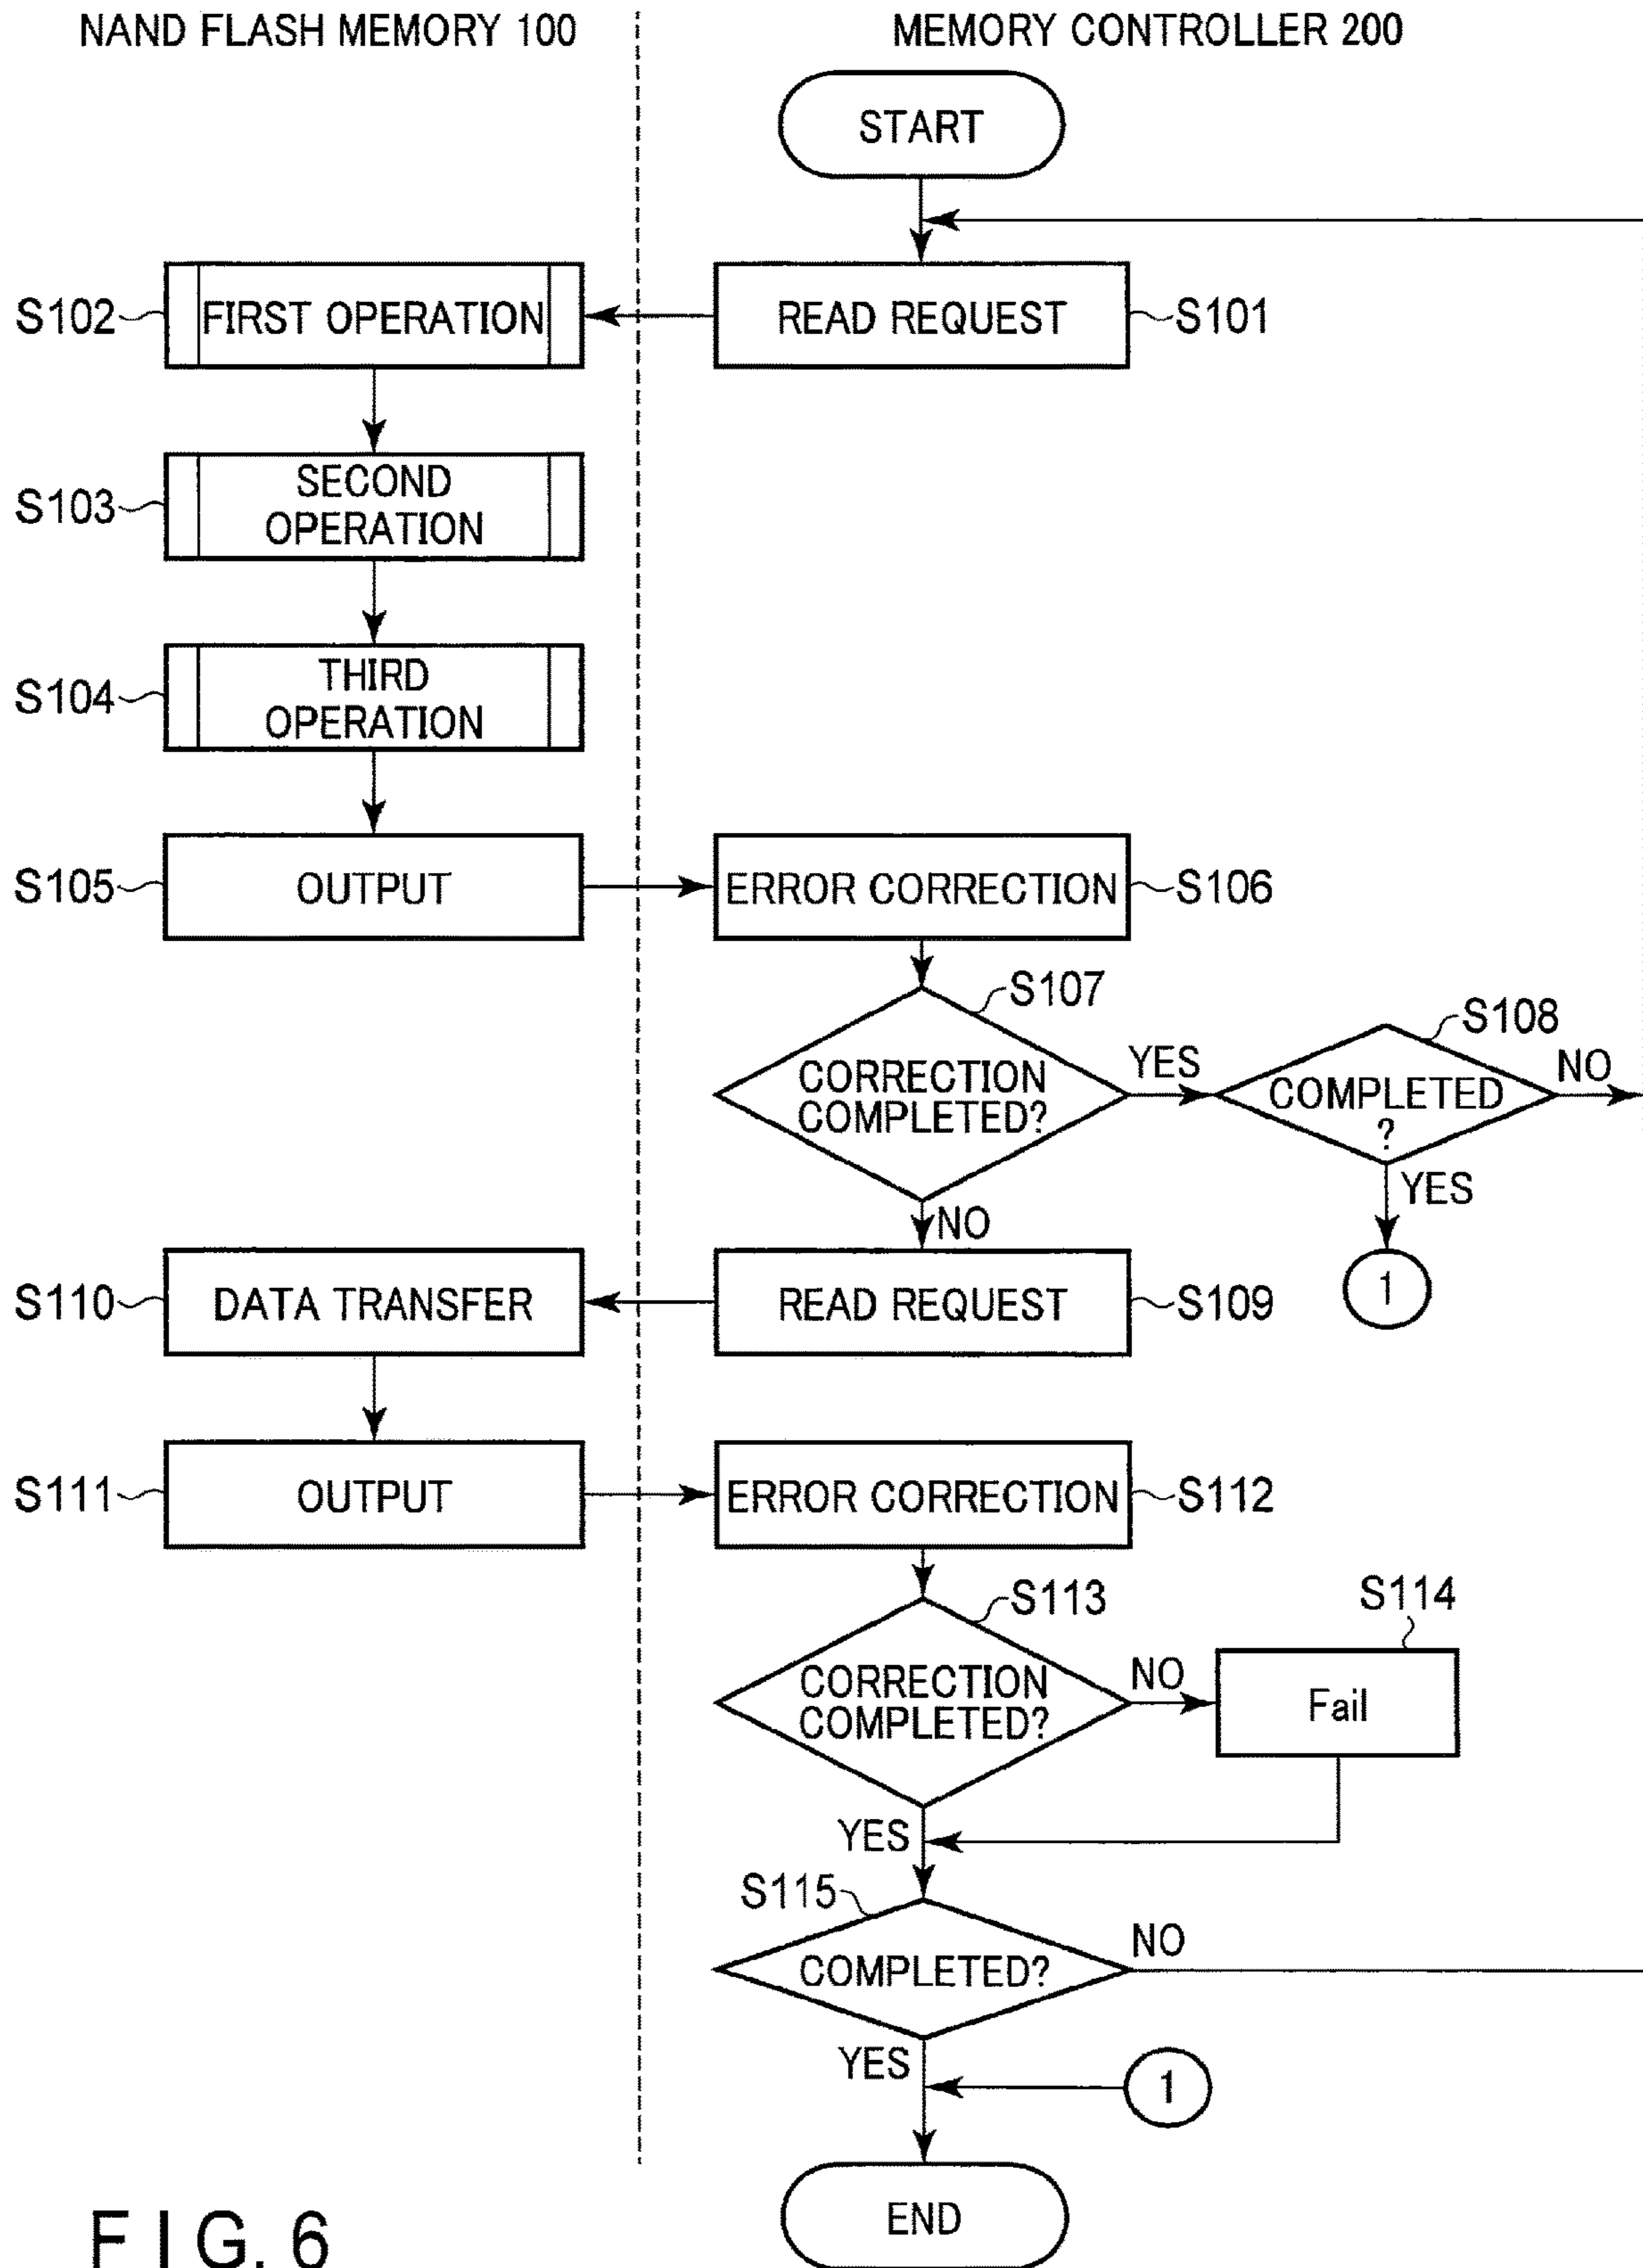 NAND FLASH MEMORY 100
MEMORY CONTROLLER 200
START
S102
FIRST OPERATION
READ REQUEST
S101
S103
SECOND
OPERATION
S104
THIRD
OPERATION
S105
OUTPUT
ERROR CORRECTION
S106
S107
CORRECTION
COMPLETED?
YES
S108
COMPLETED
?
NO
YES
1
NO
S110
DATA TRANSFER
READ REQUEST
S109
S111
OUTPUT
ERROR CORRECTION
S112
S113
CORRECTION
COMPLETED?
NO
S114
Fail
YES
S115
COMPLETED?
NO
YES
1
END
FIG. 6